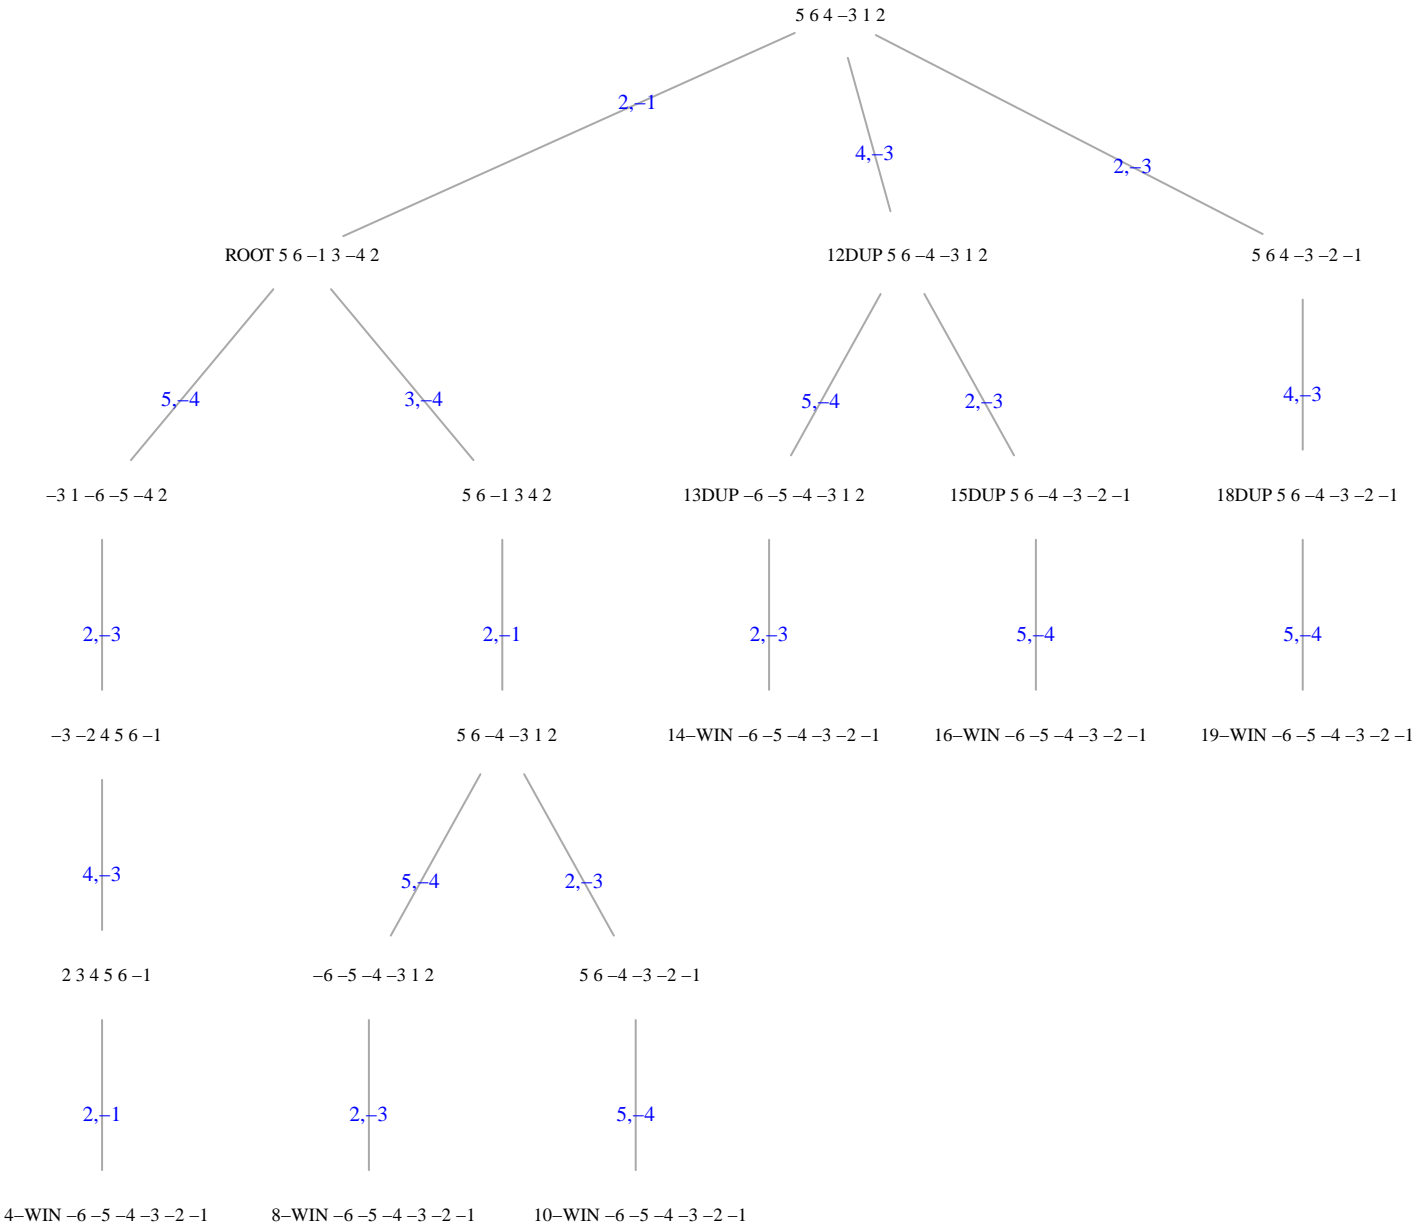 5 6 4 –3 1 2
2,–1
4,–3
2,–3
ROOT 5 6 –1 3 –4 2
12DUP 5 6 –4 –3 1 2
5 6 4 –3 –2 –1
5,–4
3,–4
5,–4
2,–3
4,–3
–3 1 –6 –5 –4 2
5 6 –1 3 4 2
13DUP –6 –5 –4 –3 1 2
15DUP 5 6 –4 –3 –2 –1
18DUP 5 6 –4 –3 –2 –1
2,–3
2,–1
2,–3
5,–4
5,–4
–3 –2 4 5 6 –1
5 6 –4 –3 1 2
14–WIN –6 –5 –4 –3 –2 –1
16–WIN –6 –5 –4 –3 –2 –1
19–WIN –6 –5 –4 –3 –2 –1
4,–3
5,–4
2,–3
2 3 4 5 6 –1
–6 –5 –4 –3 1 2
5 6 –4 –3 –2 –1
2,–1
2,–3
5,–4
4–WIN –6 –5 –4 –3 –2 –1
8–WIN –6 –5 –4 –3 –2 –1
10–WIN –6 –5 –4 –3 –2 –1